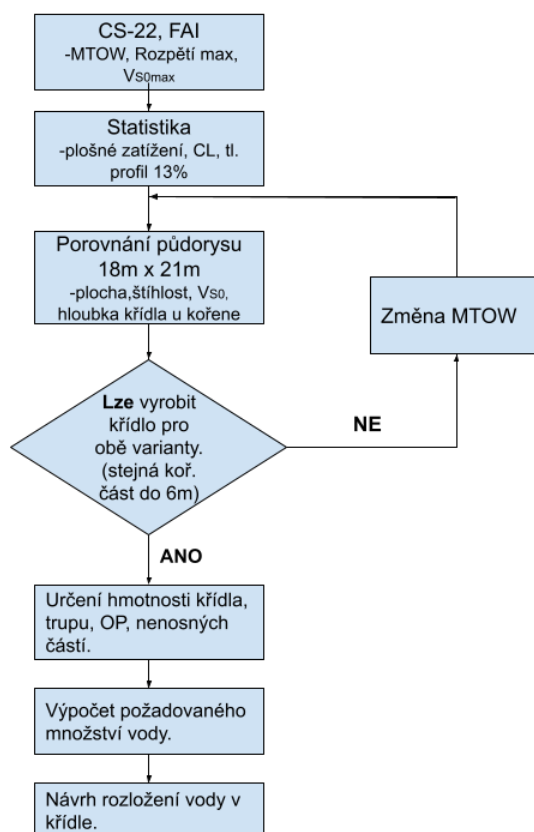 CS-22, FAI
-MTOW, Rozpětí max,
VS0max
Statistika
-plošné zatížení, CL, tl.
profil 13%
Porovnání půdorysu
18m x 21m
-plocha,štíhlost, VS0,
hloubka křídla u kořene
Změna MTOW
Lze vyrobit
křídlo pro
obě varianty.
(stejná koř.
část do 6m)
NE
ANO
Určení hmotnosti křídla,
trupu, OP, nenosných
částí.
Výpočet požadovaného
množství vody.
Návrh rozložení vody v
křídle.